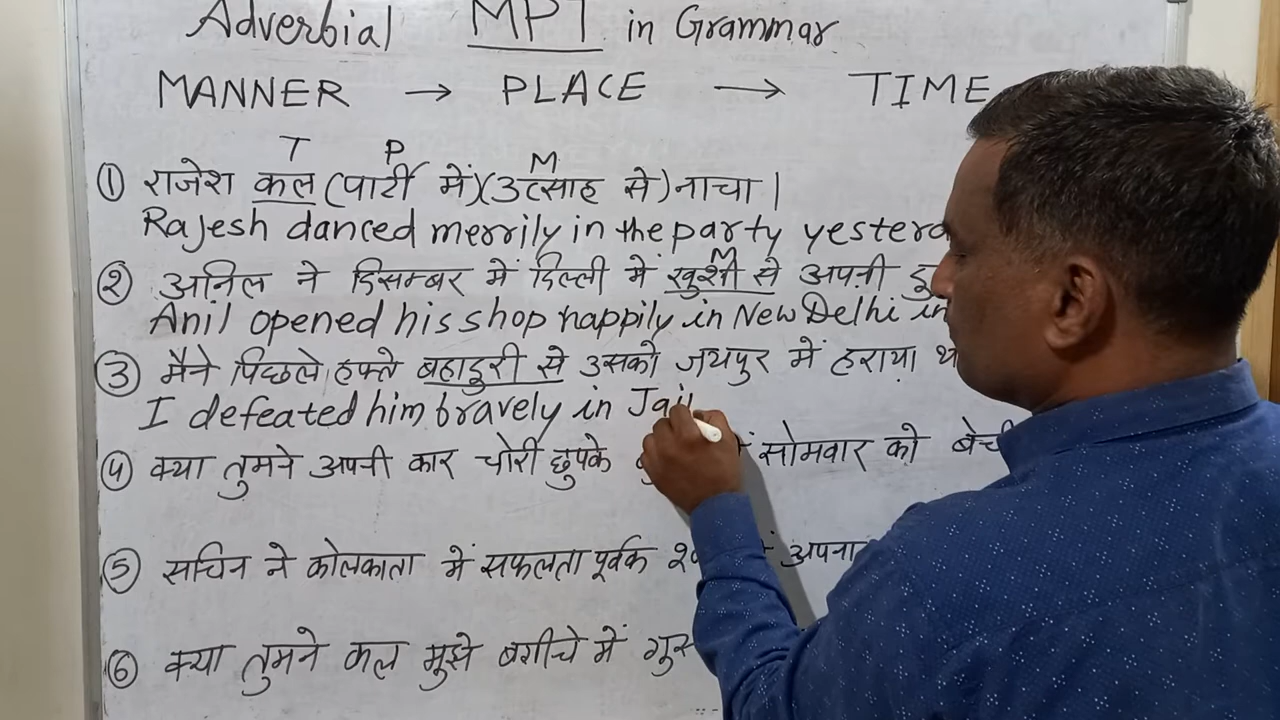 Adverbial MPT in Grammar
MANNER → PLACE → TIME
T P M
① राजेश कल (पार्टी में)(उत्साह से) नाचा |
Rajesh danced merrily in the party
M
② अनिल ने दिसम्बर में दिल्ली में खुशी से अपनी
Anil opened his shop happily in New Delhi in
③ मैने पिछले हफ्ते बहादुरी से उसको जयपुर में हराया
I defeated him bravely in
④ क्या तुमने अपनी कार चोरी छुपके सोमवार को
⑤ सचिन ने कोलकाता में सफलता पूर्वक अपना
⑥ क्या तुमने कल मुझे बगीचे में